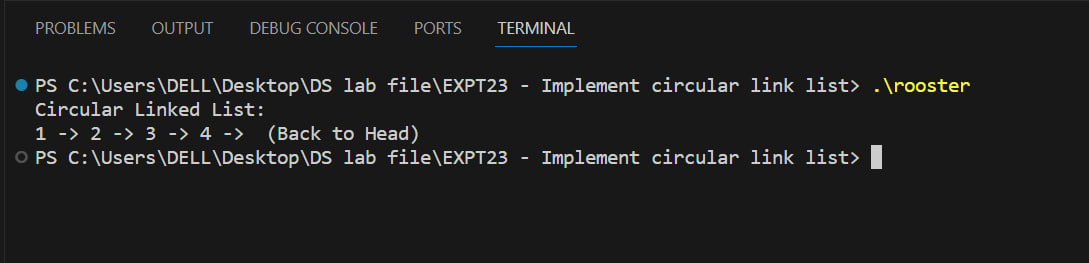 PROBLEMS OUTPUT DEBUG CONSOLE PORTS TERMINAL
PS C:\Users\DELL\Desktop\DS lab file\EXPT23 - Implement circular link list> .\rooster
Circular Linked List:
1 -> 2 -> 3 -> 4 ->  (Back to Head)
PS C:\Users\DELL\Desktop\DS lab file\EXPT23 - Implement circular link list>